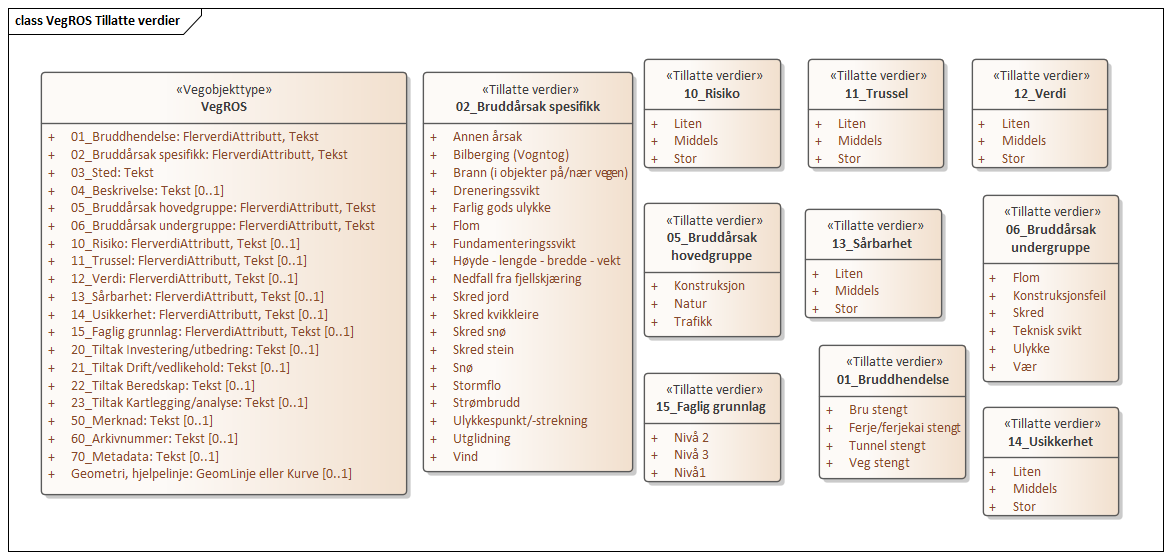 class VegROS Tillatte verdier
«Vegobjekttype»
VegROS
+ 01_Bruddhendelse: FlerverdiAttributt, Tekst
+ 02_Bruddårsak spesifikk: FlerverdiAttributt, Tekst
+ 03_Sted: Tekst
+ 04_Beskrivelse: Tekst [0..1]
+ 05_Bruddårsak hovedgruppe: FlerverdiAttributt, Tekst
+ 06_Bruddårsak undergruppe: FlerverdiAttributt, Tekst
+ 10_Risiko: FlerverdiAttributt, Tekst [0..1]
+ 11_Trussel: FlerverdiAttributt, Tekst [0..1]
+ 12_Verdi: FlerverdiAttributt, Tekst [0..1]
+ 13_Sårbarhet: FlerverdiAttributt, Tekst [0..1]
+ 14_Usikkerhet: FlerverdiAttributt, Tekst [0..1]
+ 15_Faglig grunnlag: FlerverdiAttributt, Tekst [0..1]
+ 20_Tiltak Investering/utbedring: Tekst [0..1]
+ 21_Tiltak Drift/vedlikehold: Tekst [0..1]
+ 22_Tiltak Beredskap: Tekst [0..1]
+ 23_Tiltak Kartlegging/analyse: Tekst [0..1]
+ 50_Merknad: Tekst [0..1]
+ 60_Arkivnummer: Tekst [0..1]
+ 70_Metadata: Tekst [0..1]
+ Geometri, hjelpelinje: GeomLinje eller Kurve [0..1]
«Tillatte verdier»
02_Bruddårsak spesifikk
+ Annen årsak
+ Bilberging (Vogntog)
+ Brann (i objekter på/nær vegen)
+ Dreneringssvikt
+ Farlig gods ulykke
+ Flom
+ Fundamenteringssvikt
+ Høyde - lengde - bredde - vekt
+ Nedfall fra fjellskjæring
+ Skred jord
+ Skred kvikkleire
+ Skred snø
+ Skred stein
+ Snø
+ Stormflo
+ Strømbrudd
+ Ulykkespunkt/-strekning
+ Utglidning
+ Vind
«Tillatte verdier»
10_Risiko
+ Liten
+ Middels
+ Stor
«Tillatte verdier»
11_Trussel
+ Liten
+ Middels
+ Stor
«Tillatte verdier»
12_Verdi
+ Liten
+ Middels
+ Stor
«Tillatte verdier»
05_Bruddårsak
hovedgruppe
+ Konstruksjon
+ Natur
+ Trafikk
«Tillatte verdier»
13_Sårbarhet
+ Liten
+ Middels
+ Stor
«Tillatte verdier»
06_Bruddårsak
undergruppe
+ Flom
+ Konstruksjonsfeil
+ Skred
+ Teknisk svikt
+ Ulykke
+ Vær
«Tillatte verdier»
15_Faglig grunnlag
+ Nivå 2
+ Nivå 3
+ Nivå1
«Tillatte verdier»
01_Bruddhendelse
+ Bru stengt
+ Ferje/ferjekai stengt
+ Tunnel stengt
+ Veg stengt
«Tillatte verdier»
14_Usikkerhet
+ Liten
+ Middels
+ Stor